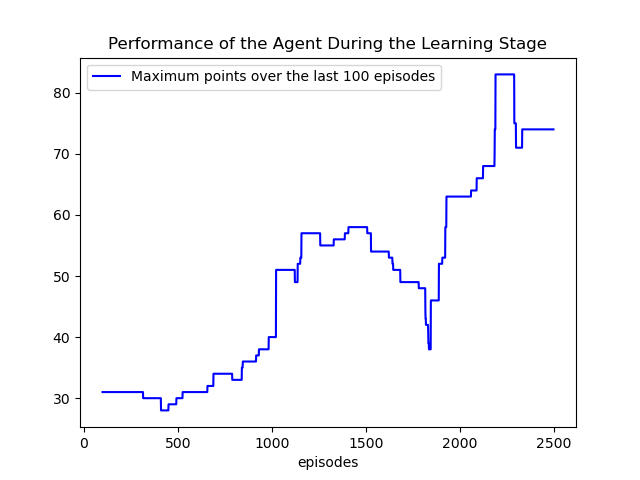 Performance of the Agent During the Learning Stage
Maximum points over the last 100 episodes
80
70
60
50
40
30
0 500 1000 1500 2000 2500
episodes